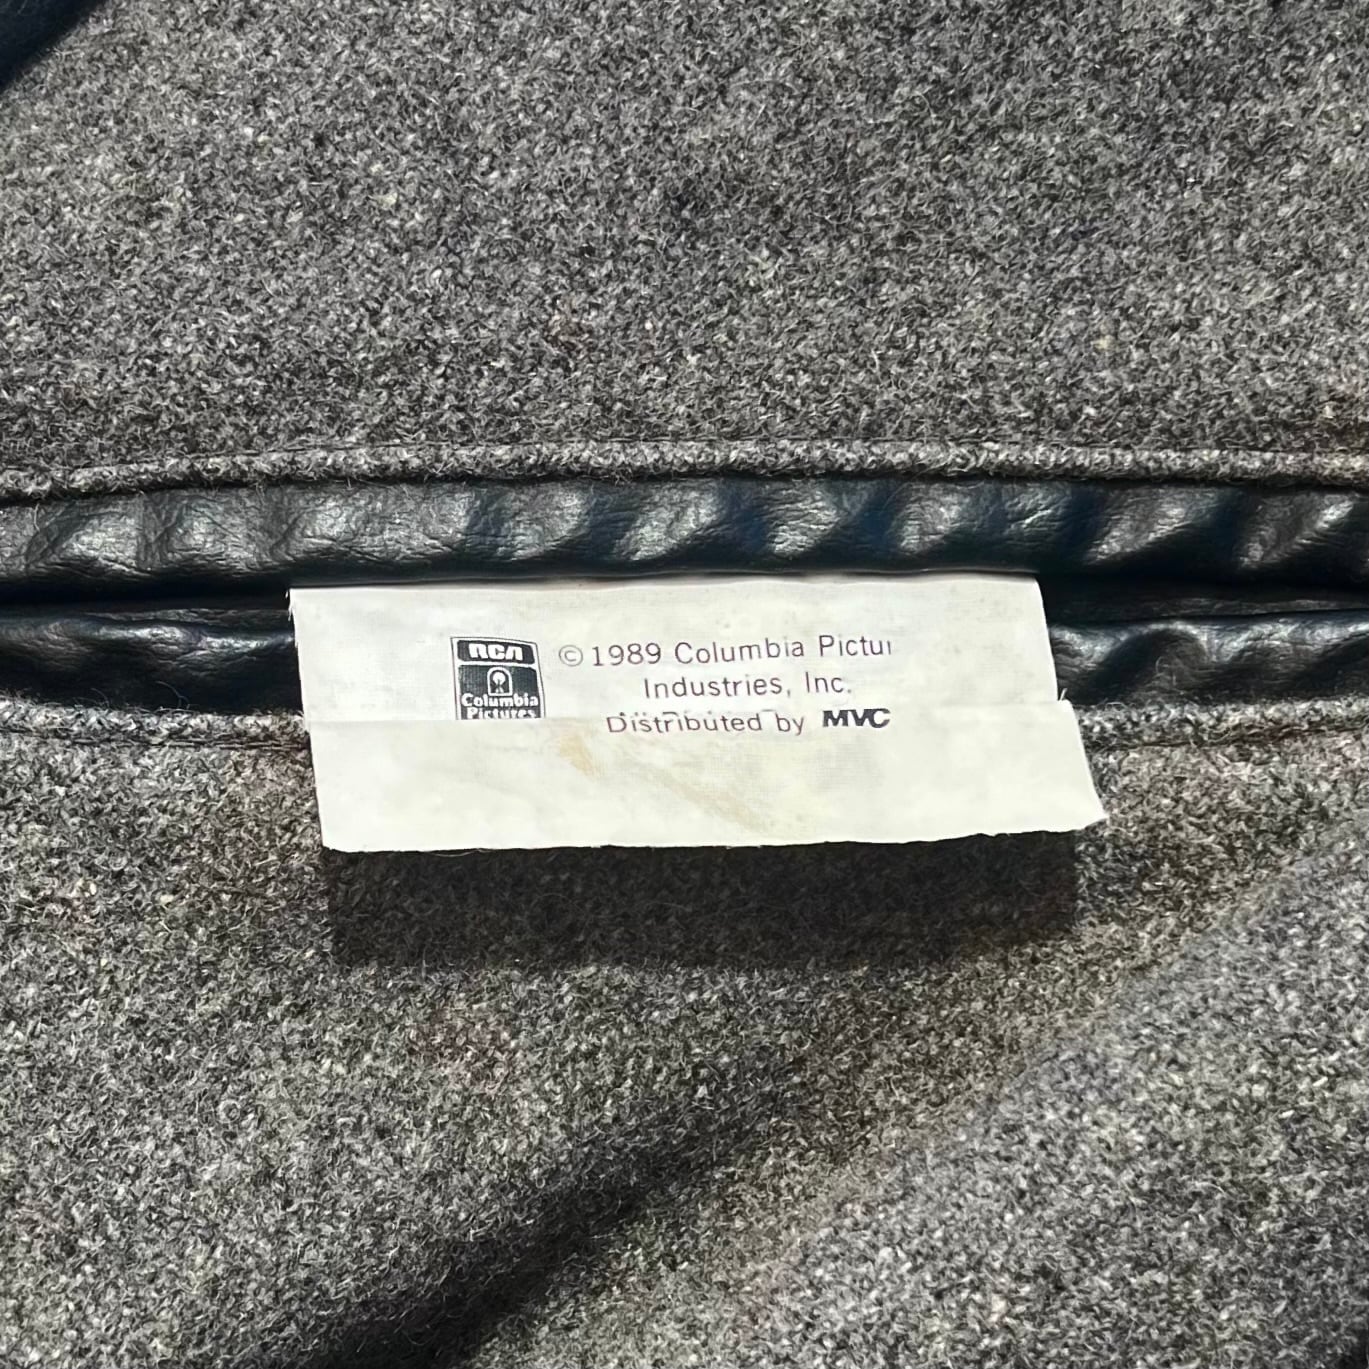 RCA
Columbia
Pictures
© 1989 Columbia Pictur
Industries, Inc.
Distributed by MVC